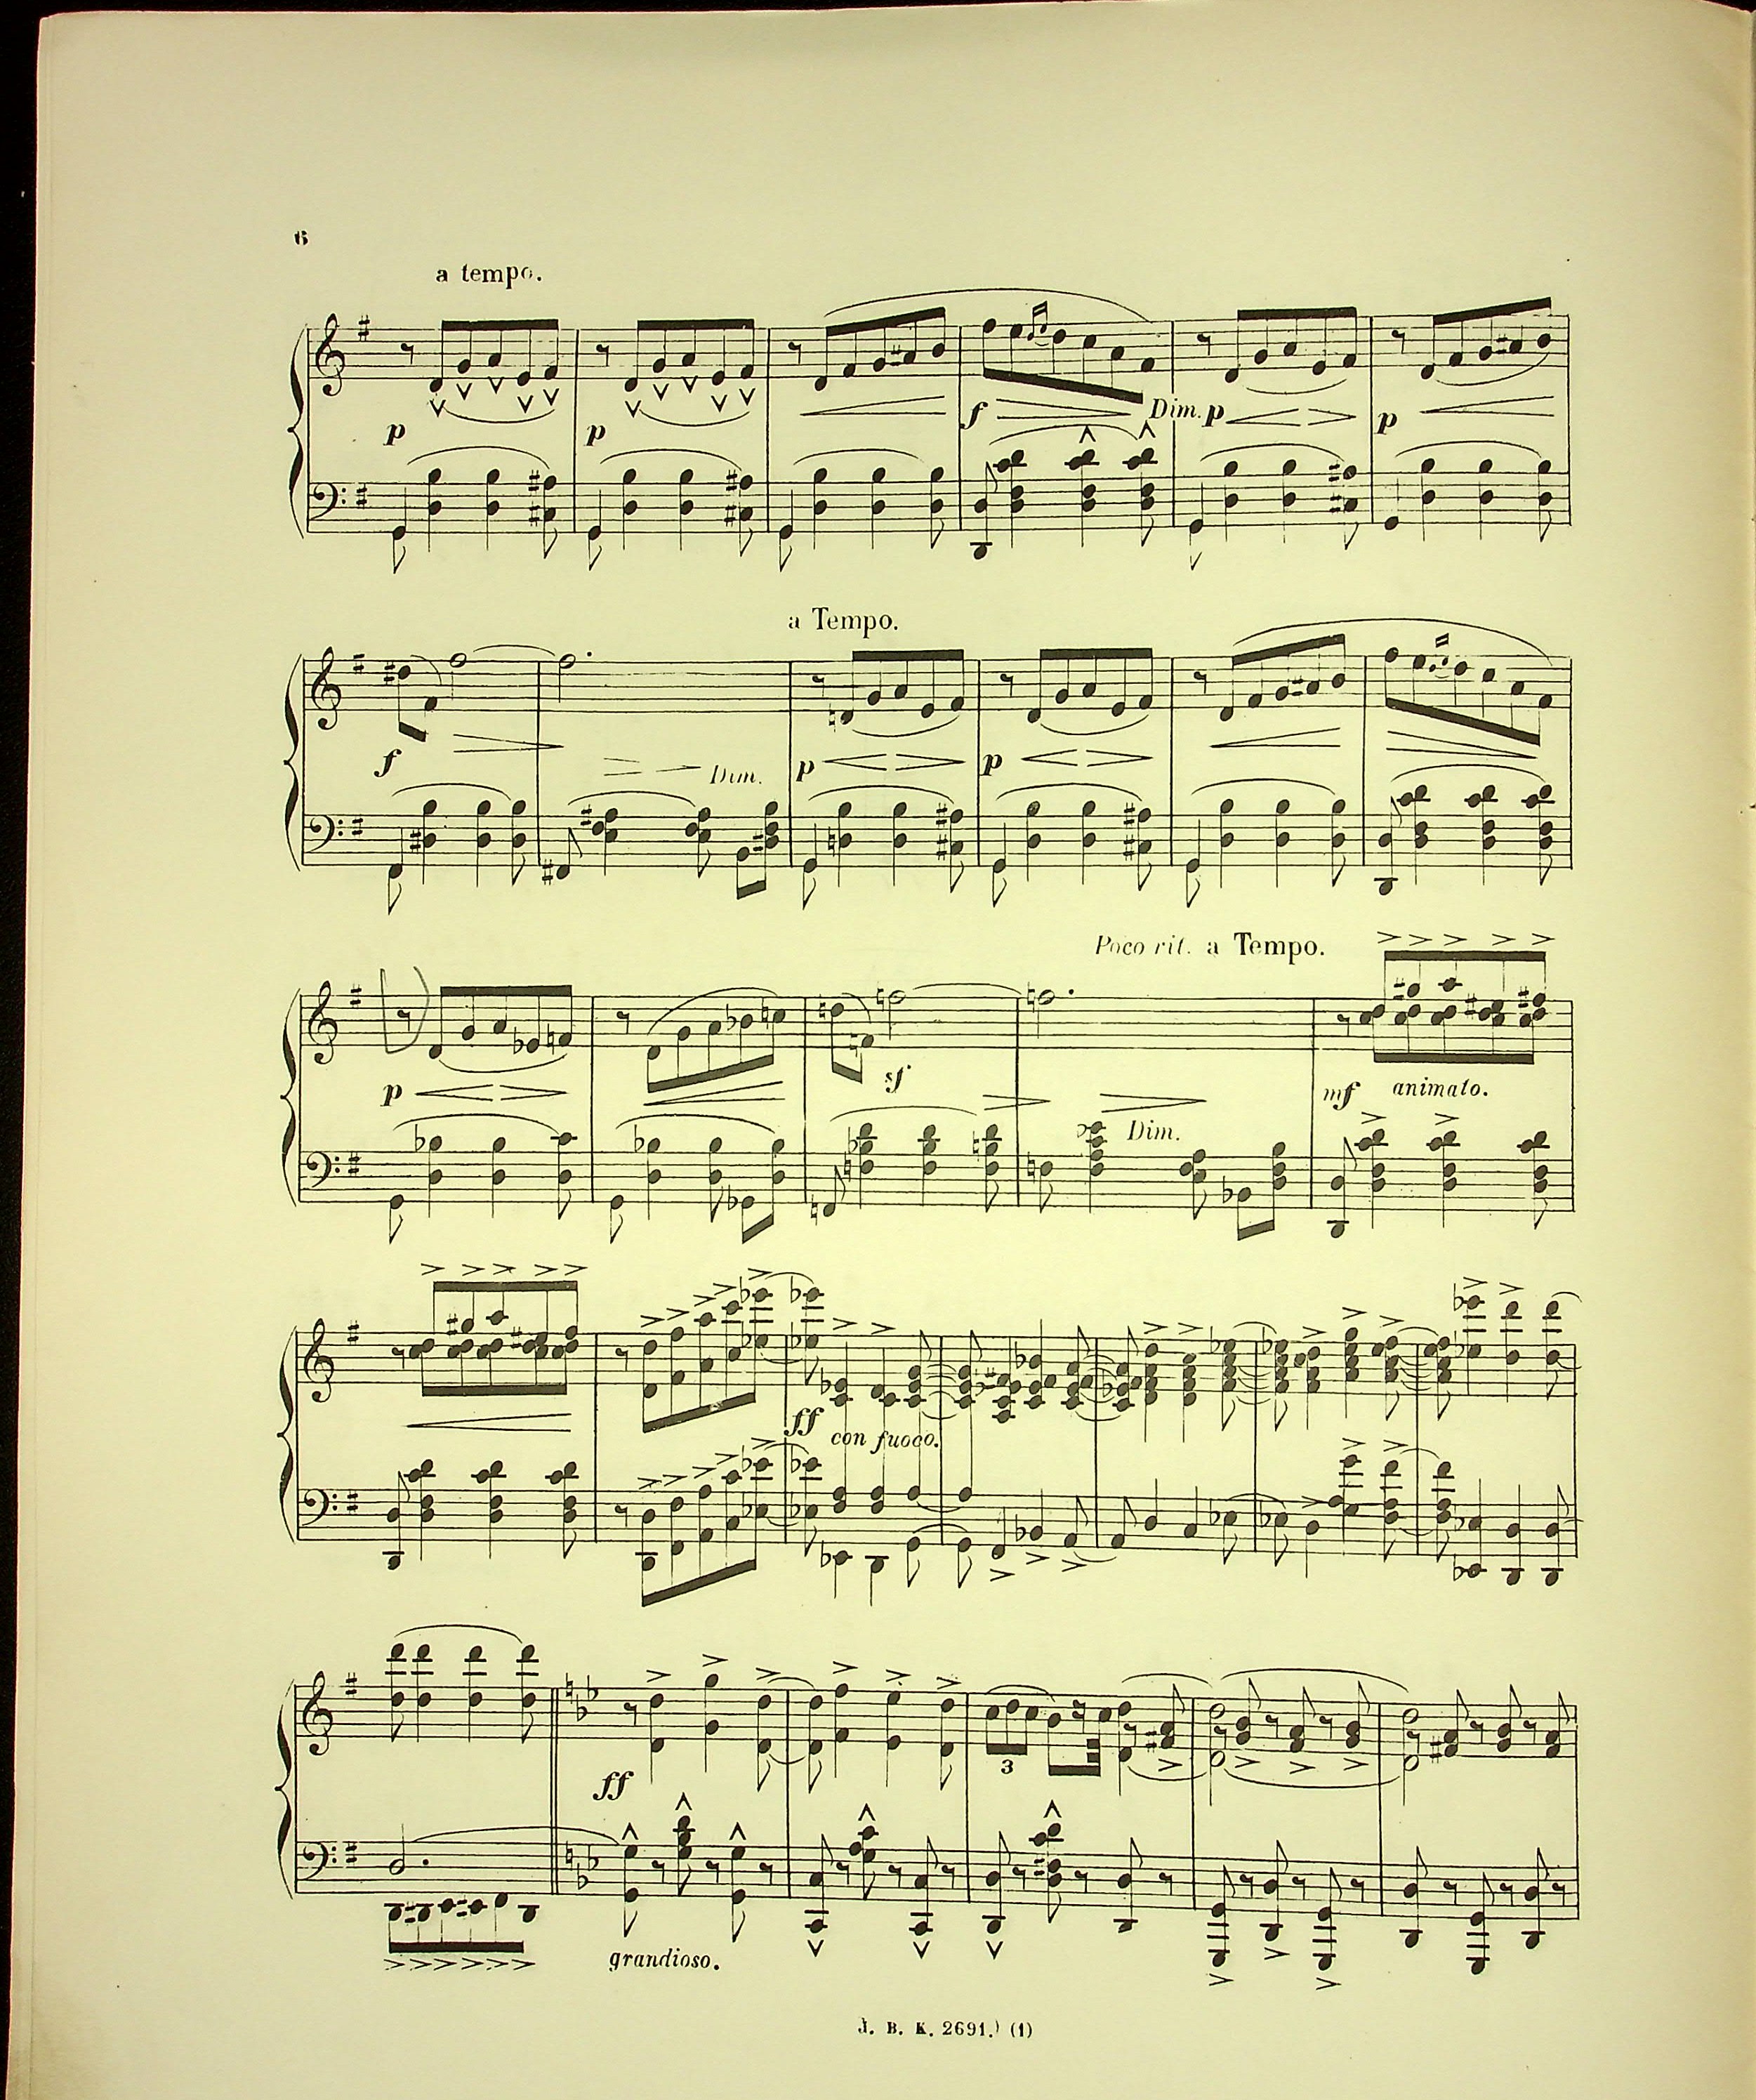 6
a tempo.
p p f Dim. p p
a Tempo.
f Dim. p p
Poco rit. a Tempo.
p sf Dim. mf animato.
ff con fuoco.
ff
3
grandioso.
J. B. K. 2691. (1)